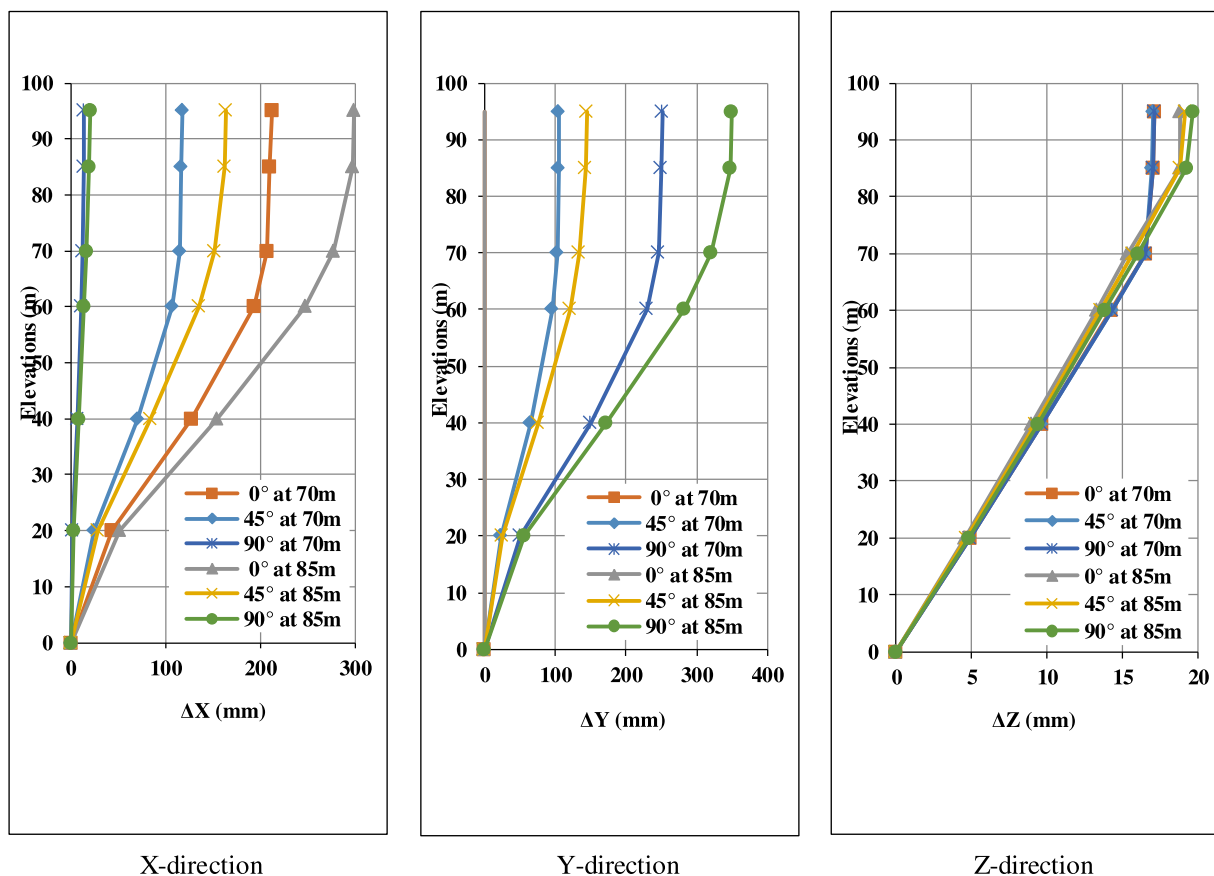 100
90
80
70
60
50
40
30
20
10
0
Elevations (m)
0° at 70m
45° at 70m
90° at 70m
0° at 85m
45° at 85m
90° at 85m
0 100 200 300
ΔX (mm)
X-direction
100
90
80
70
60
50
40
30
20
10
0
Elevations (m)
0° at 70m
45° at 70m
90° at 70m
0° at 85m
45° at 85m
90° at 85m
0 100 200 300 400
ΔY (mm)
Y-direction
100
90
80
70
60
50
40
30
20
10
0
Elevations (m)
0° at 70m
45° at 70m
90° at 70m
0° at 85m
45° at 85m
90° at 85m
0 5 10 15 20
ΔZ (mm)
Z-direction